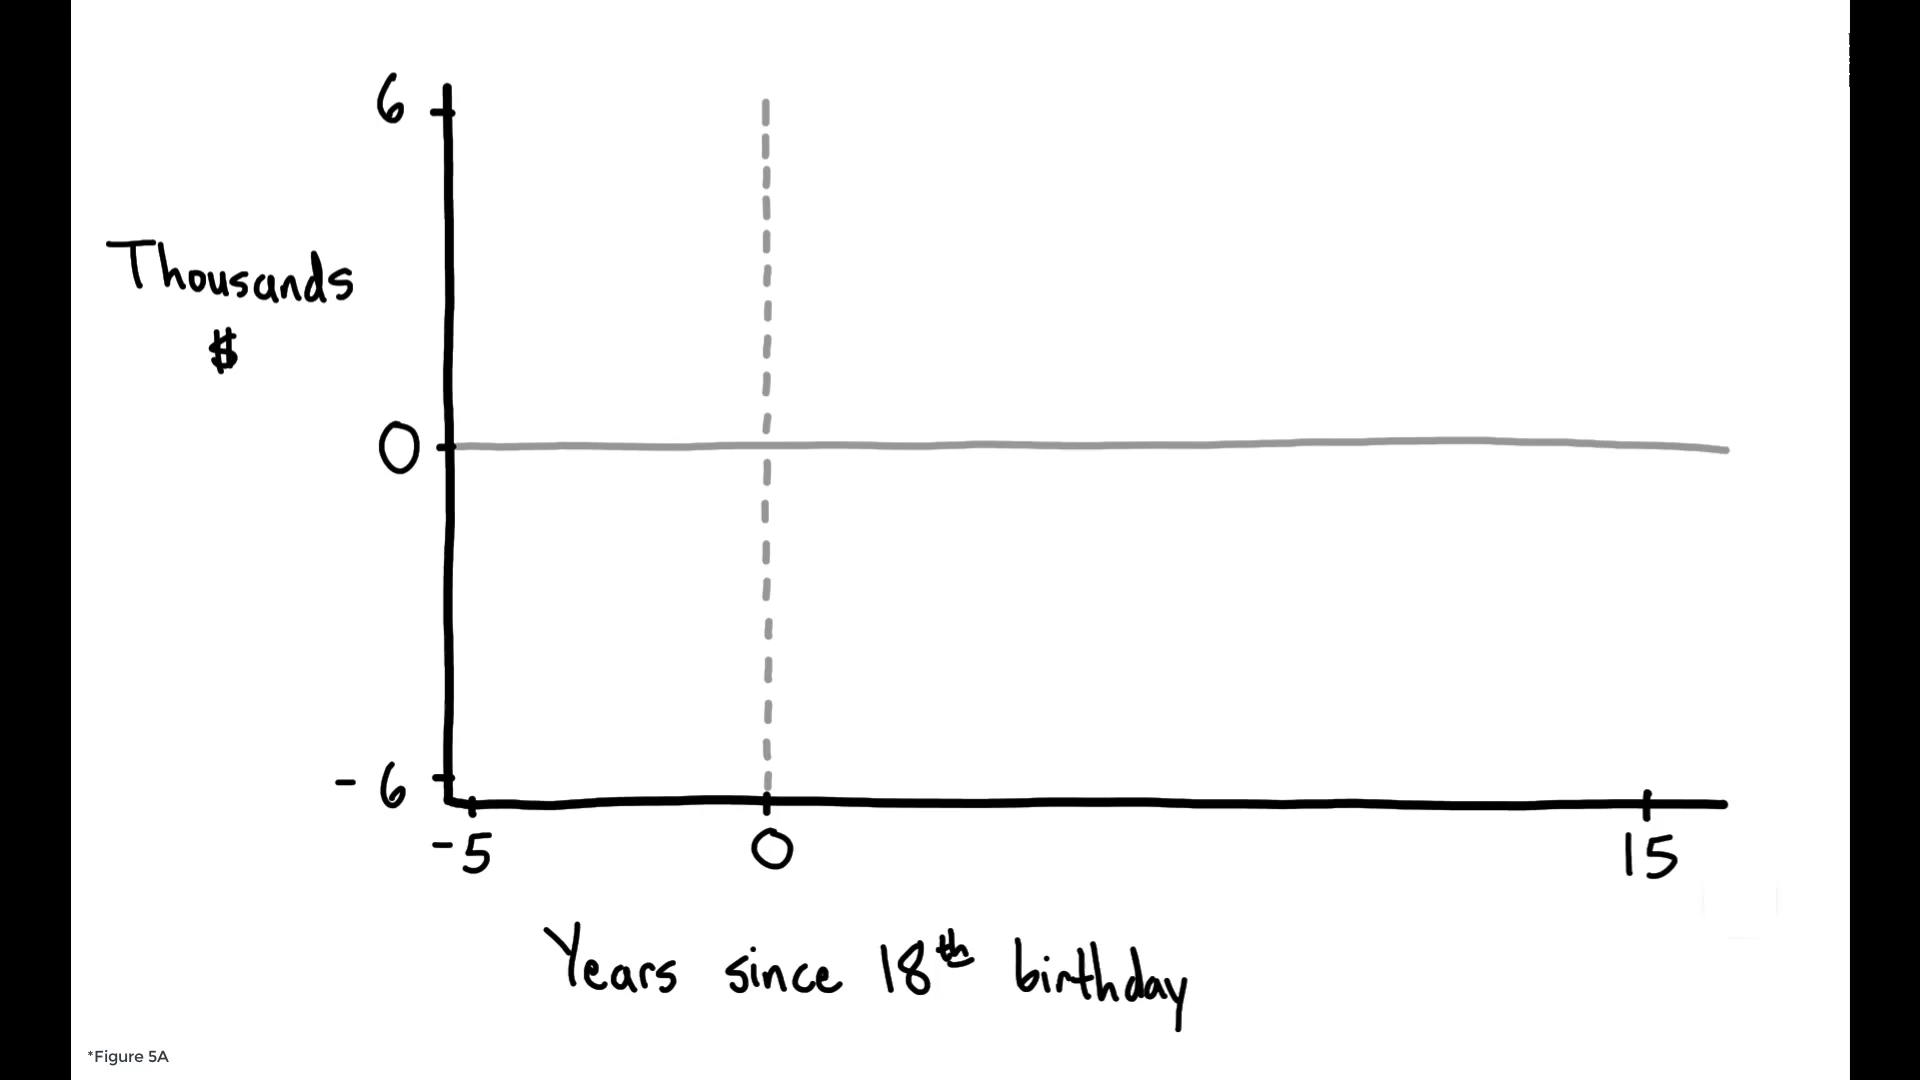 6
Thousands
$
0
- 6
-5 0 15
Years since 18th birthday
*Figure 5A